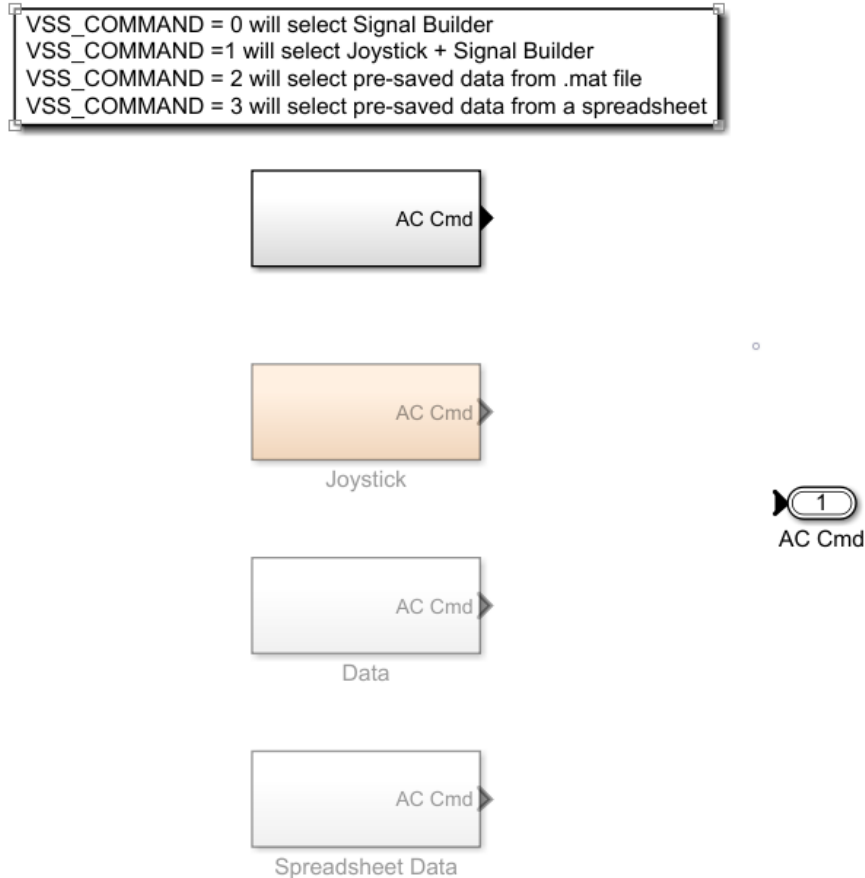 VSS_COMMAND = 0 will select Signal Builder
VSS_COMMAND =1 will select Joystick + Signal Builder
VSS_COMMAND = 2 will select pre-saved data from .mat file
VSS_COMMAND = 3 will select pre-saved data from a spreadsheet
AC Cmd
AC Cmd
Joystick
1
AC Cmd
AC Cmd
Data
AC Cmd
Spreadsheet Data